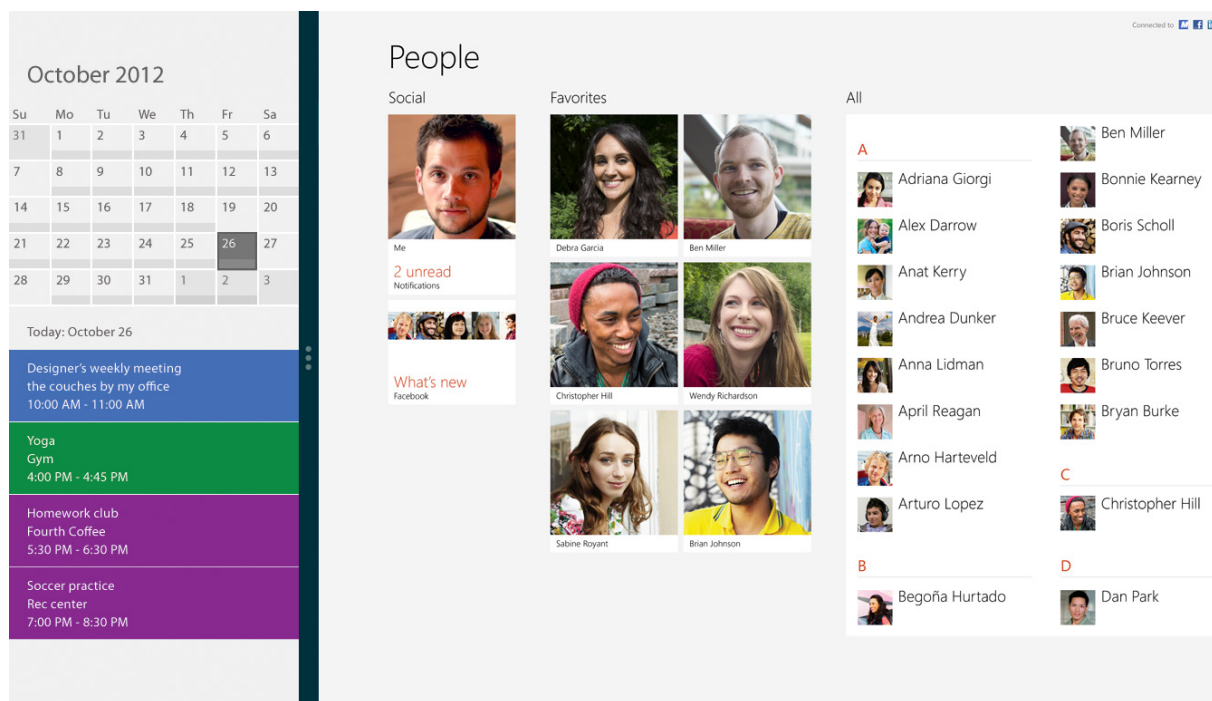 October 2012
Su Mo Tu We Th Fr Sa
31 1 2 3 4 5 6
7 8 9 10 11 12 13
14 15 16 17 18 19 20
21 22 23 24 25 26 27
28 29 30 31 1 2 3
Today: October 26
Designer's weekly meeting
the couches by my office
10:00 AM - 11:00 AM
Yoga
Gym
4:00 PM - 4:45 PM
Homework club
Fourth Coffee
5:30 PM - 6:30 PM
Soccer practice
Rec center
7:00 PM - 8:30 PM
Connected to
People
Social
Me
2 unread
Notifications
What's new
Facebook
Favorites
Debra Garcia
Ben Miller
Christopher Hill
Wendy Richardson
Sabine Royant
Brian Johnson
All
A
Adriana Giorgi
Alex Darrow
Anat Kerry
Andrea Dunker
Anna Lidman
April Reagan
Arno Harteveld
Arturo Lopez
B
Begoña Hurtado
Ben Miller
Bonnie Kearney
Boris Scholl
Brian Johnson
Bruce Keever
Bruno Torres
Bryan Burke
C
Christopher Hill
D
Dan Park